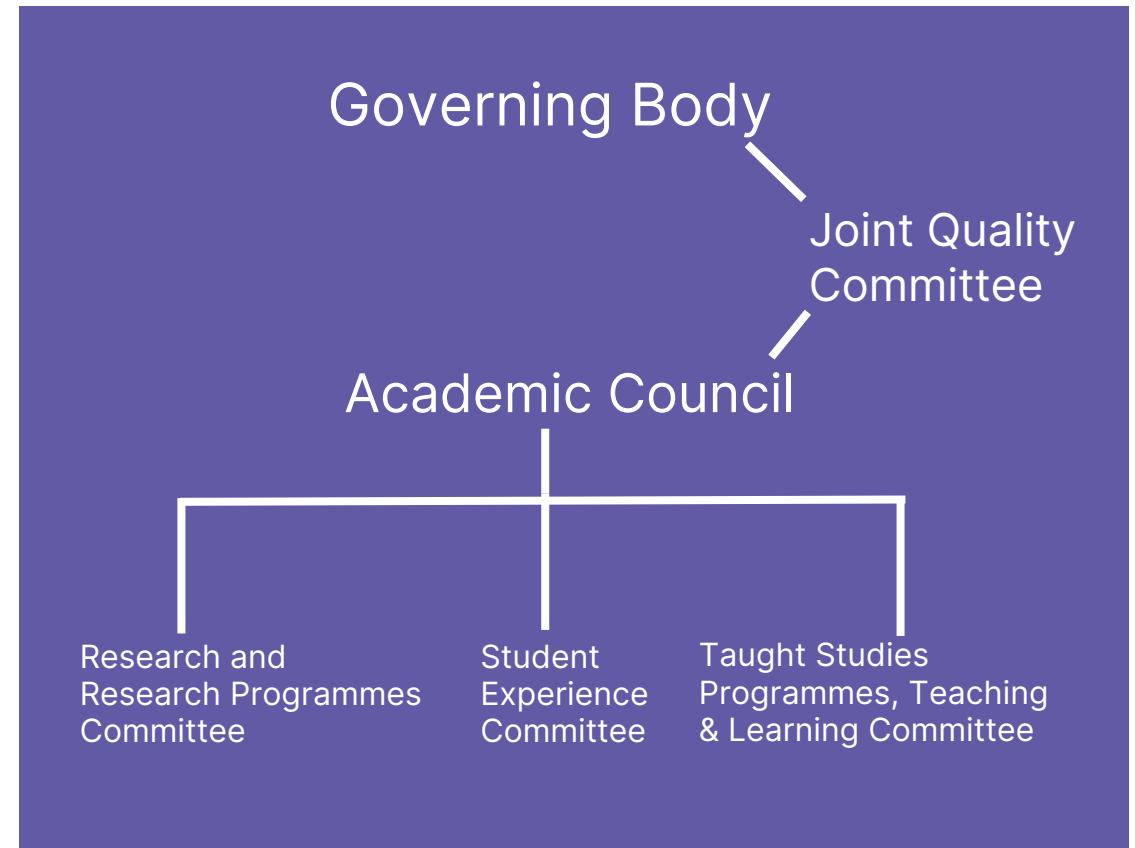 Governing Body
Joint Quality
Committee
Academic Council
Research and
Research Programmes
Committee
Student
Experience
Committee
Taught Studies
Programmes, Teaching
& Learning Committee